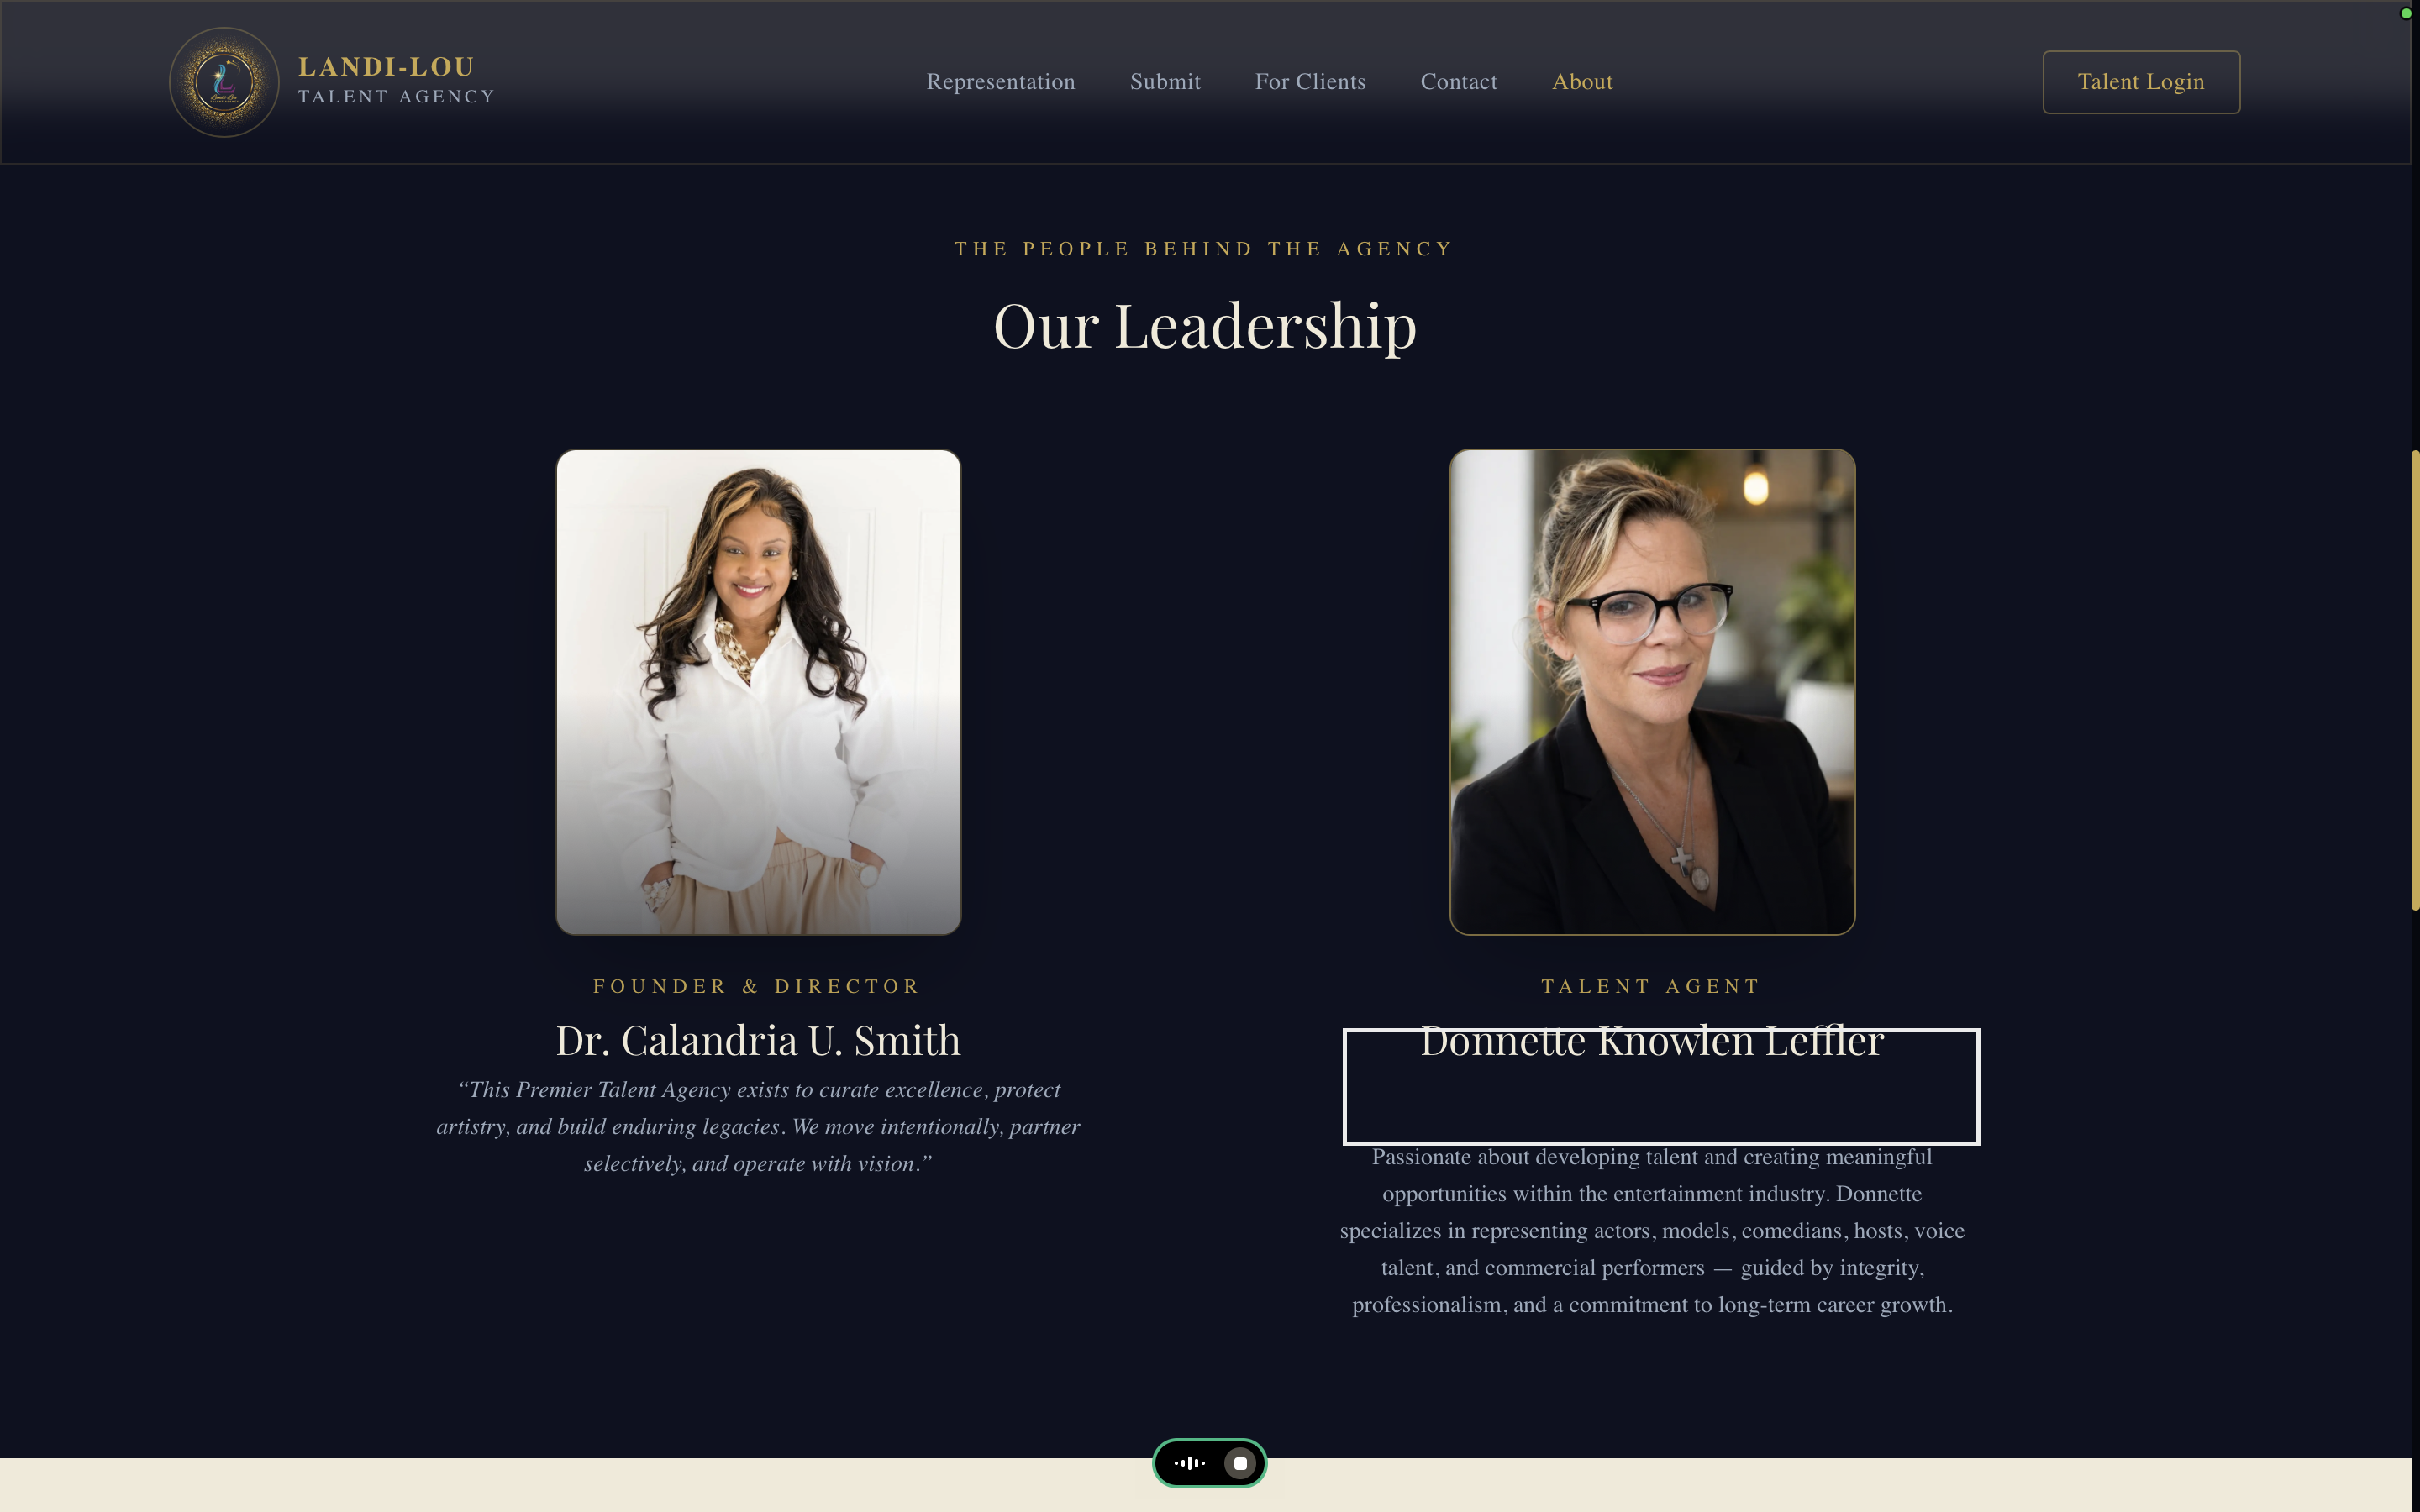 LANDI-LOU
TALENT AGENCY
Representation
Submit
For Clients
Contact
About
Talent Login
THE PEOPLE BEHIND THE AGENCY
Our Leadership
FOUNDER & DIRECTOR
Dr. Calandria U. Smith
“This Premier Talent Agency exists to curate excellence, protect
artistry, and build enduring legacies. We move intentionally, partner
selectively, and operate with vision.”
TALENT AGENT
Donnette Knowlen Leffler
Passionate about developing talent and creating meaningful
opportunities within the entertainment industry. Donnette
specializes in representing actors, models, comedians, hosts, voice
talent, and commercial performers — guided by integrity,
professionalism, and a commitment to long-term career growth.